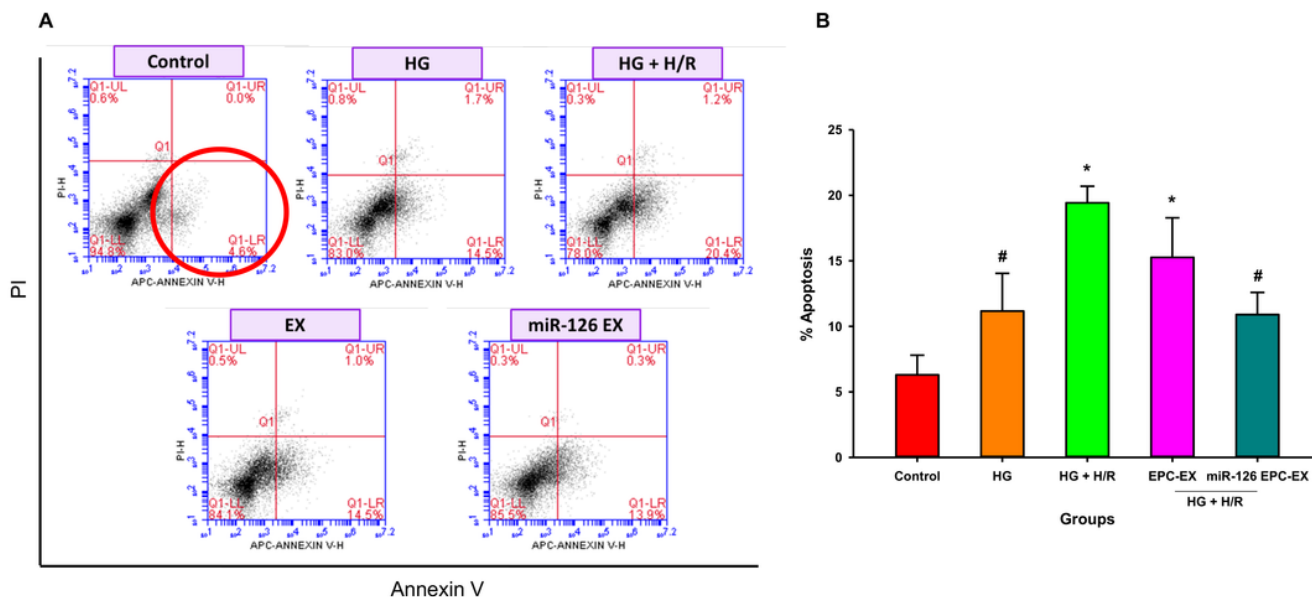 A
PI
Control
Q1-UL
0.6%
Q1-UR
0.0%
Q1
Q1-LL
94.8%
Q1-LR
4.6%
PI-H
APC-ANNEXIN V-H
HG
Q1-UL
0.8%
Q1-UR
1.7%
Q1
Q1-LL
83.0%
Q1-LR
14.5%
PI-H
APC-ANNEXIN V-H
HG + H/R
Q1-UL
0.3%
Q1-UR
1.2%
Q1
Q1-LL
78.0%
Q1-LR
20.4%
PI-H
APC-ANNEXIN V-H
EX
Q1-UL
0.5%
Q1-UR
1.0%
Q1
Q1-LL
84.1%
Q1-LR
14.5%
PI-H
APC-ANNEXIN V-H
miR-126 EX
Q1-UL
0.3%
Q1-UR
0.3%
Q1
Q1-LL
85.5%
Q1-LR
13.9%
PI-H
APC-ANNEXIN V-H
Annexin V
B
% Apoptosis
25
20
15
10
5
0
#
*
*
#
Control
HG
HG + H/R
EPC-EX
miR-126 EPC-EX
HG + H/R
Groups